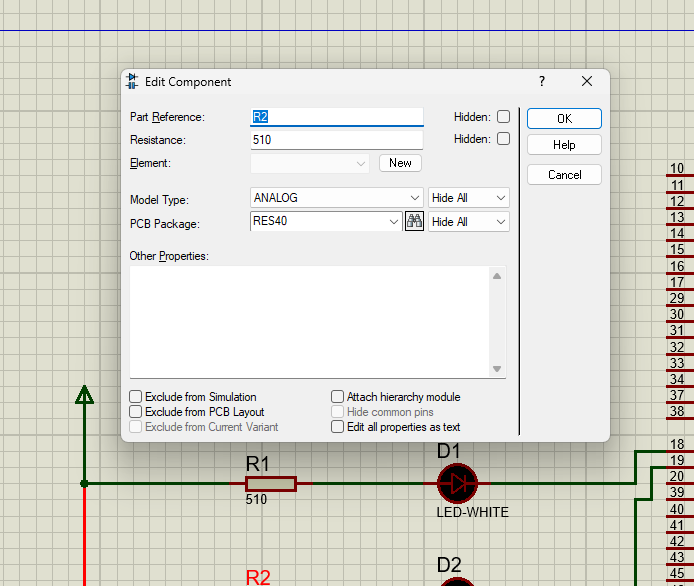 Edit Component
?
Part Reference:
R2
Hidden:
OK
Resistance:
510
Hidden:
Help
Element:
New
Cancel
Model Type:
ANALOG
Hide All
PCB Package:
RES40
Hide All
Other Properties:
Exclude from Simulation
Attach hierarchy module
Exclude from PCB Layout
Hide common pins
Exclude from Current Variant
Edit all properties as text
10
11
12
13
14
15
16
17
29
30
31
32
33
34
37
38
18
19
20
39
40
41
42
43
45
R1
510
D1
LED-WHITE
R2
D2